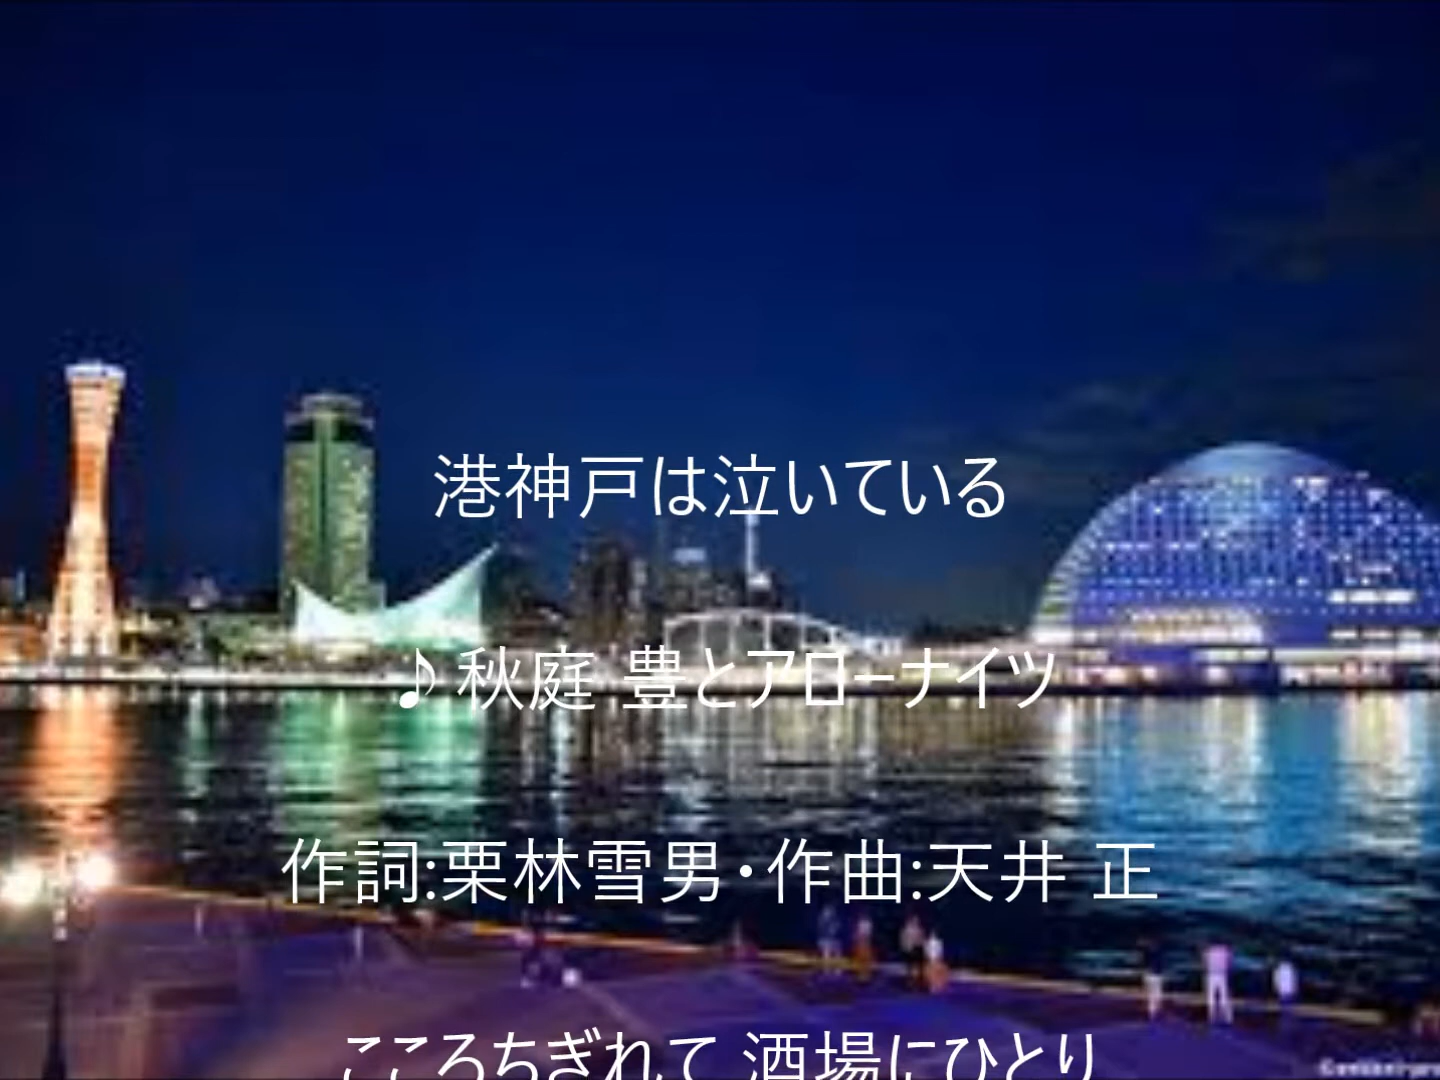 港神戸は泣いている
♪秋庭 豊とアローナイツ
作詞:栗林雪男・作曲:天井 正
こころちぎれて 酒場にひとり